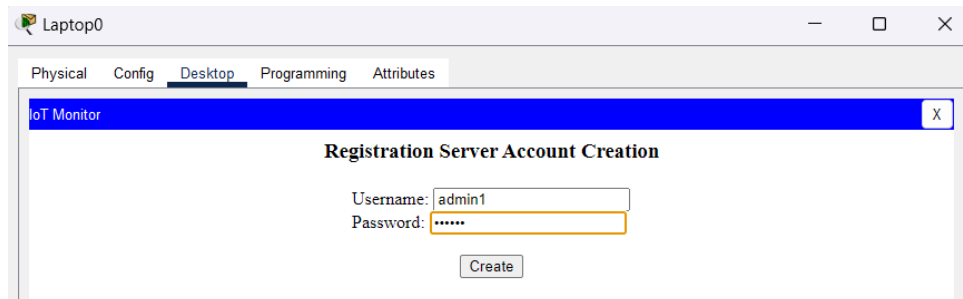 Laptop0
Physical Config Desktop Programming Attributes
IoT Monitor X
Registration Server Account Creation
Username: admin1
Password: ••••••
Create